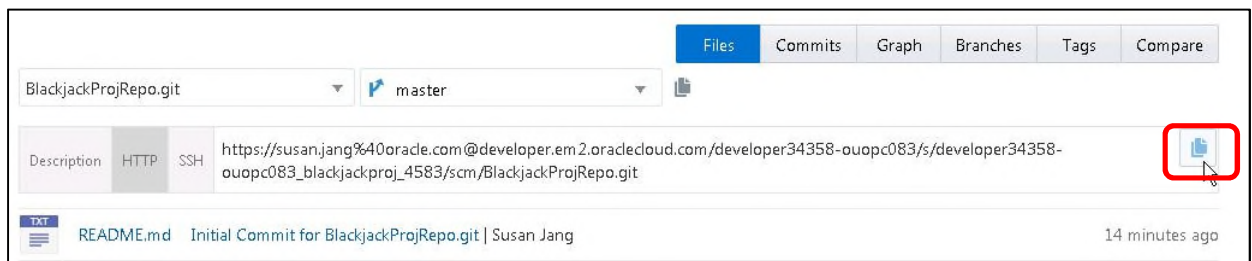 Files Commits Graph Branches Tags Compare
BlackjackProjRepo.git master
Description HTTP SSH https://susan.jang%40oracle.com@developer.em2.oraclecloud.com/developer34358-ouopc083/s/developer34358-
ouopc083_blackjackproj_4583/scm/BlackjackProjRepo.git
TXT
README.md Initial Commit for BlackjackProjRepo.git | Susan Jang 14 minutes ago